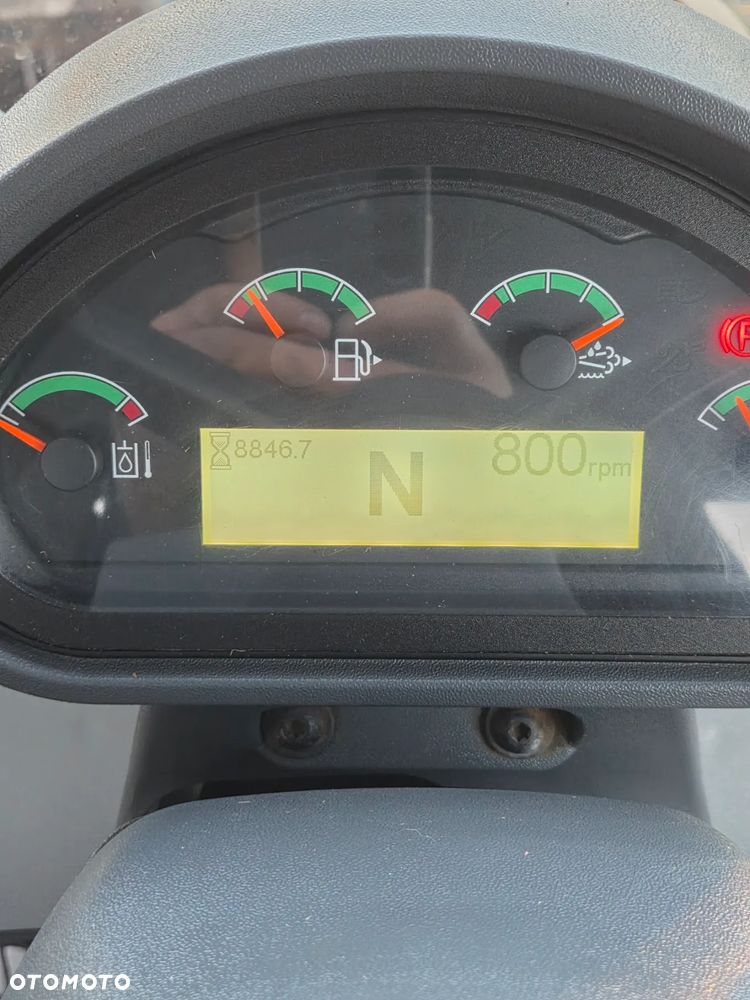 (P)
8846.7
N
800rpm
OTOMOTO